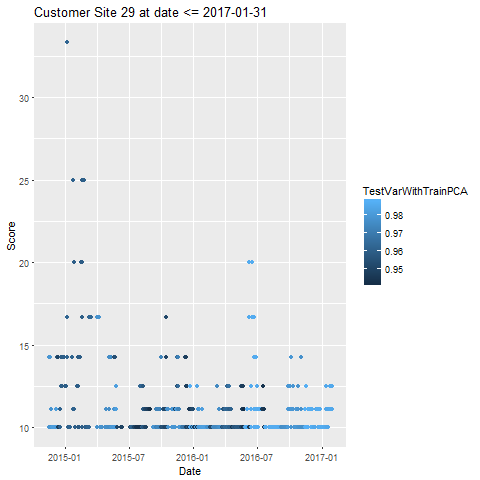 Customer Site 29 at date <= 2017-01-31
Score
30
25
20
15
10
2015-01 2015-07 2016-01 2016-07 2017-01
Date
TestVarWithTrainPCA
0.98
0.97
0.96
0.95